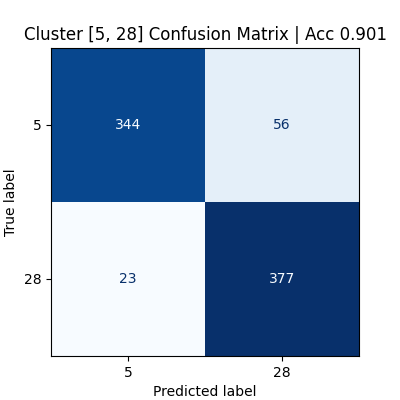 Cluster [5, 28] Confusion Matrix | Acc 0.901
True label
5
344
56
28
23
377
5
28
Predicted label